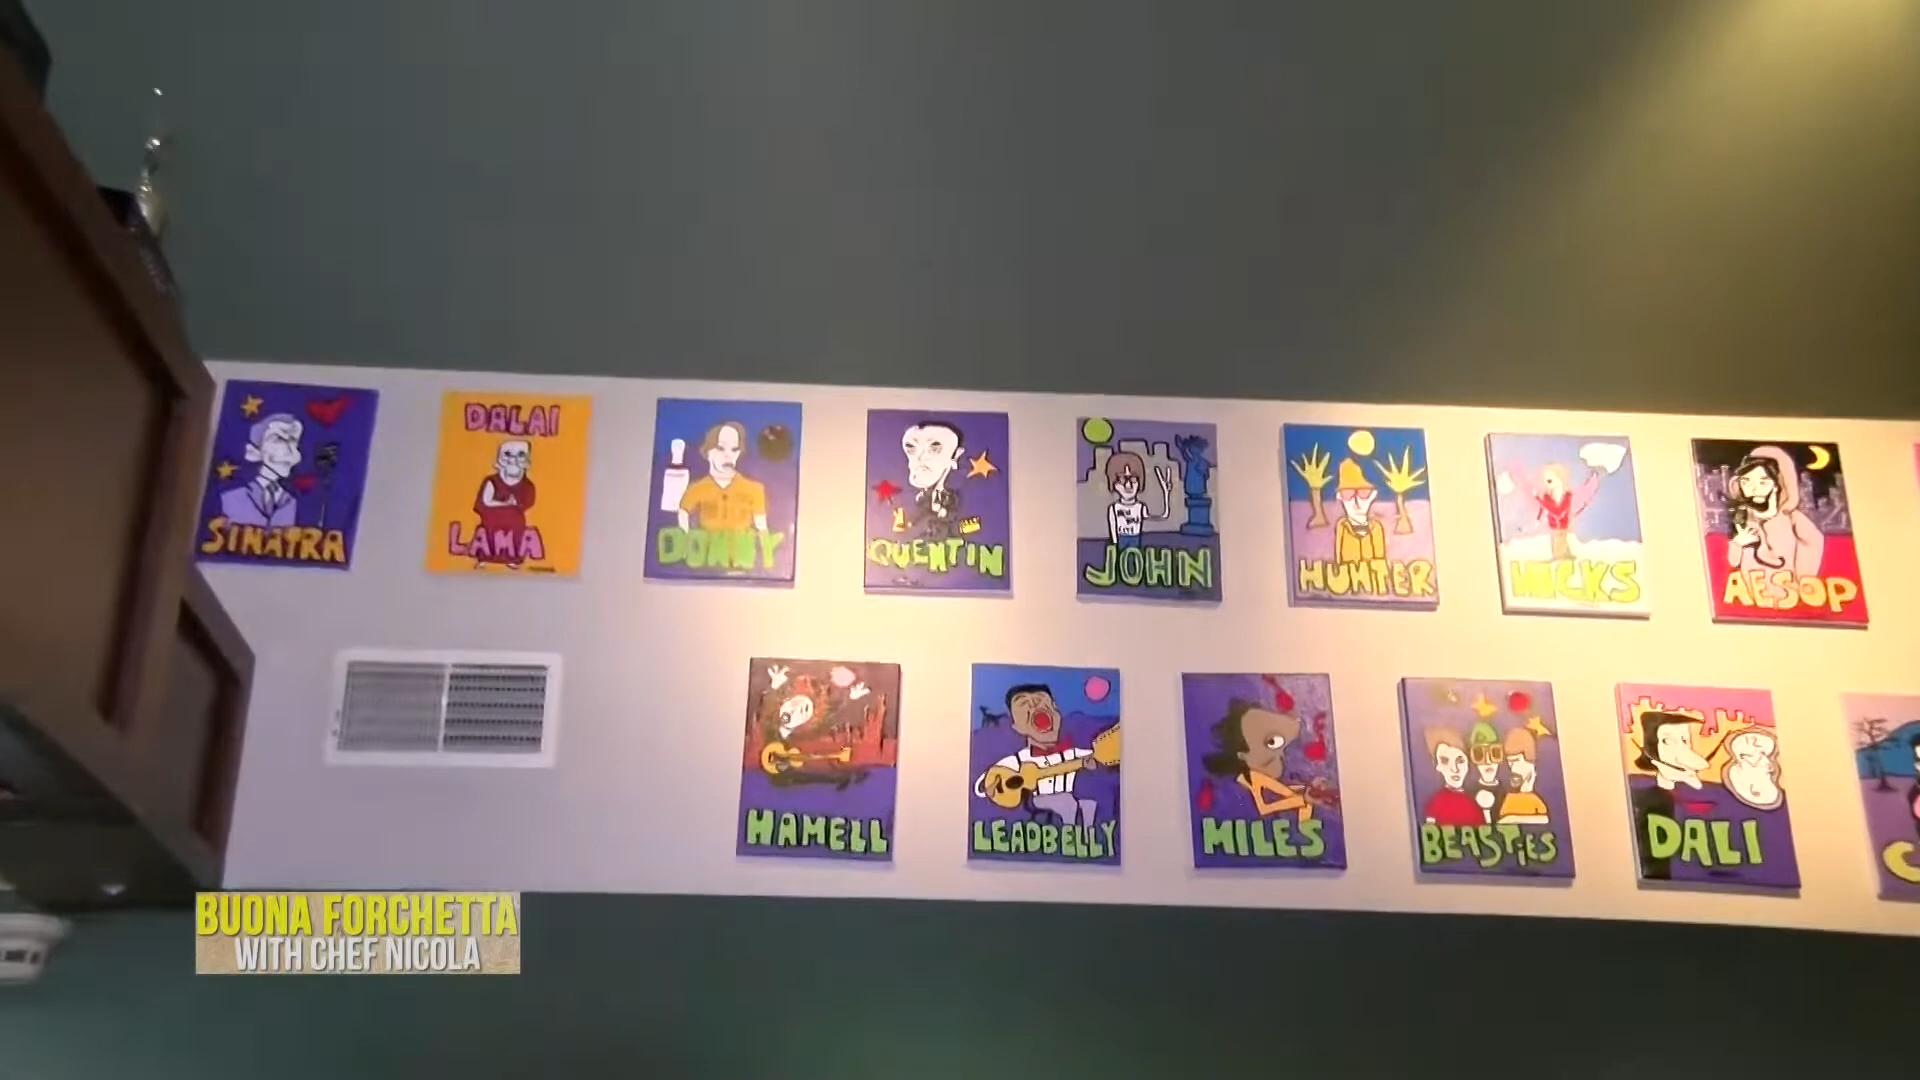 SINATRA
DALAI
LAMA
DONNY
QUENTIN
JOHN
HUNTER
HICKS
AESOP
HAMELL
LEADBELLY
MILES
BEASTIES
DALI
BUONA FORCHETTA
WITH CHEF NICOLA